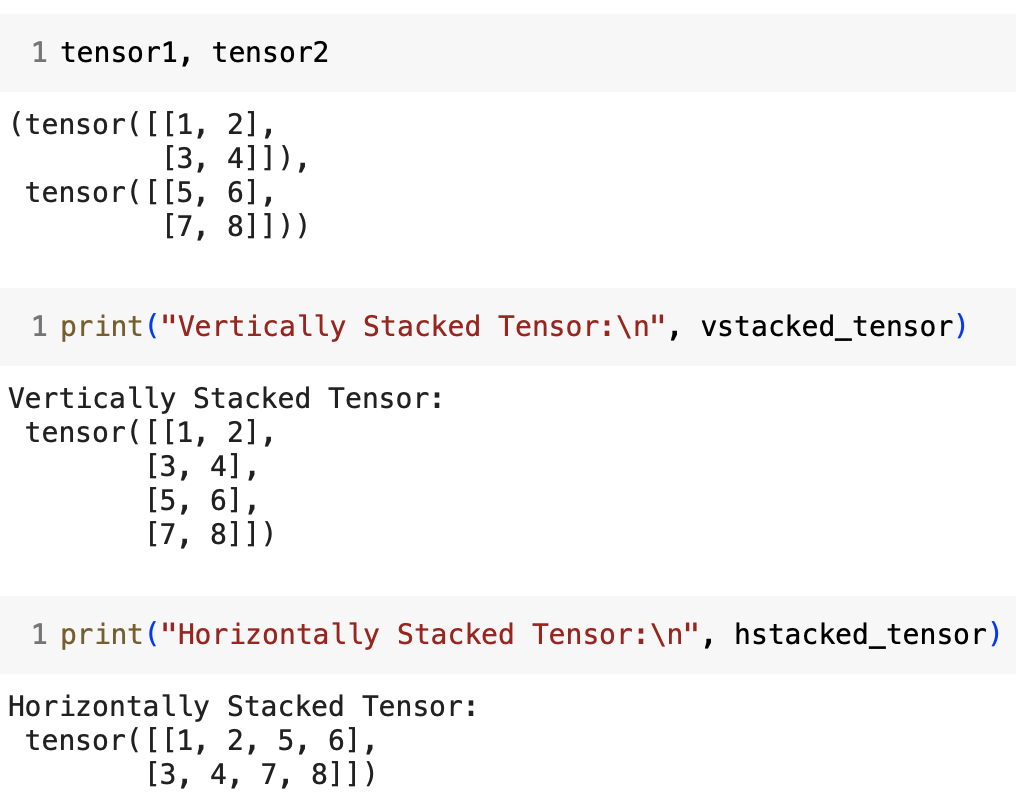 1 tensor1, tensor2
(tensor([[1, 2],
         [3, 4]]),
 tensor([[5, 6],
         [7, 8]]))
1 print("Vertically Stacked Tensor:\n", vstacked_tensor)
Vertically Stacked Tensor:
 tensor([[1, 2],
        [3, 4],
        [5, 6],
        [7, 8]])
1 print("Horizontally Stacked Tensor:\n", hstacked_tensor)
Horizontally Stacked Tensor:
 tensor([[1, 2, 5, 6],
        [3, 4, 7, 8]])